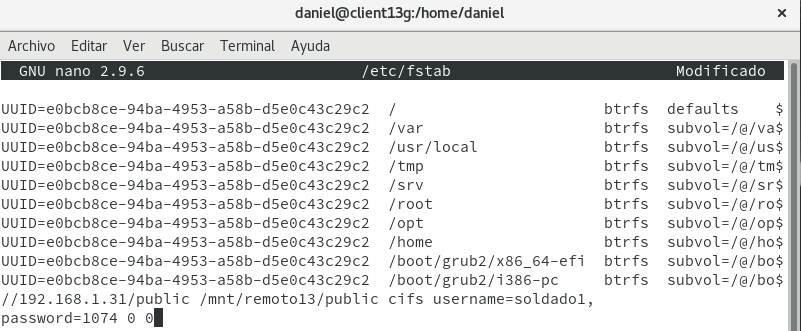 daniel@client13g:/home/daniel ×
Archivo Editar Ver Buscar Terminal Ayuda
GNU nano 2.9.6 /etc/fstab Modificado
UUID=e0bcb8ce-94ba-4953-a58b-d5e0c43c29c2 / btrfs defaults $
UUID=e0bcb8ce-94ba-4953-a58b-d5e0c43c29c2 /var btrfs subvol=/@/va$
UUID=e0bcb8ce-94ba-4953-a58b-d5e0c43c29c2 /usr/local btrfs subvol=/@/us$
UUID=e0bcb8ce-94ba-4953-a58b-d5e0c43c29c2 /tmp btrfs subvol=/@/tm$
UUID=e0bcb8ce-94ba-4953-a58b-d5e0c43c29c2 /srv btrfs subvol=/@/sr$
UUID=e0bcb8ce-94ba-4953-a58b-d5e0c43c29c2 /root btrfs subvol=/@/ro$
UUID=e0bcb8ce-94ba-4953-a58b-d5e0c43c29c2 /opt btrfs subvol=/@/op$
UUID=e0bcb8ce-94ba-4953-a58b-d5e0c43c29c2 /home btrfs subvol=/@/ho$
UUID=e0bcb8ce-94ba-4953-a58b-d5e0c43c29c2 /boot/grub2/x86_64-efi btrfs subvol=/@/bo$
UUID=e0bcb8ce-94ba-4953-a58b-d5e0c43c29c2 /boot/grub2/i386-pc btrfs subvol=/@/bo$
//192.168.1.31/public /mnt/remoto13/public cifs username=soldado1,
password=1074 0 0